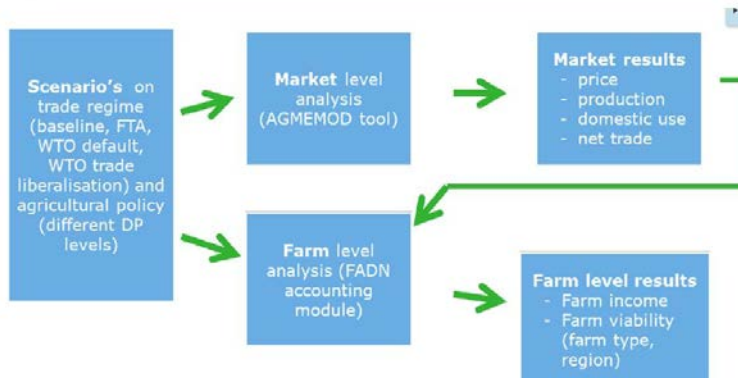 Scenario's on
trade regime
(baseline, FTA,
WTO default,
WTO trade
liberalisation) and
agricultural policy
(different DP
levels)
Market level
analysis
(AGMEMOD tool)
Market results
- price
- production
- domestic use
- net trade
Farm level
analysis (FADN
accounting
module)
Farm level results
- Farm income
- Farm viability
(farm type,
region)